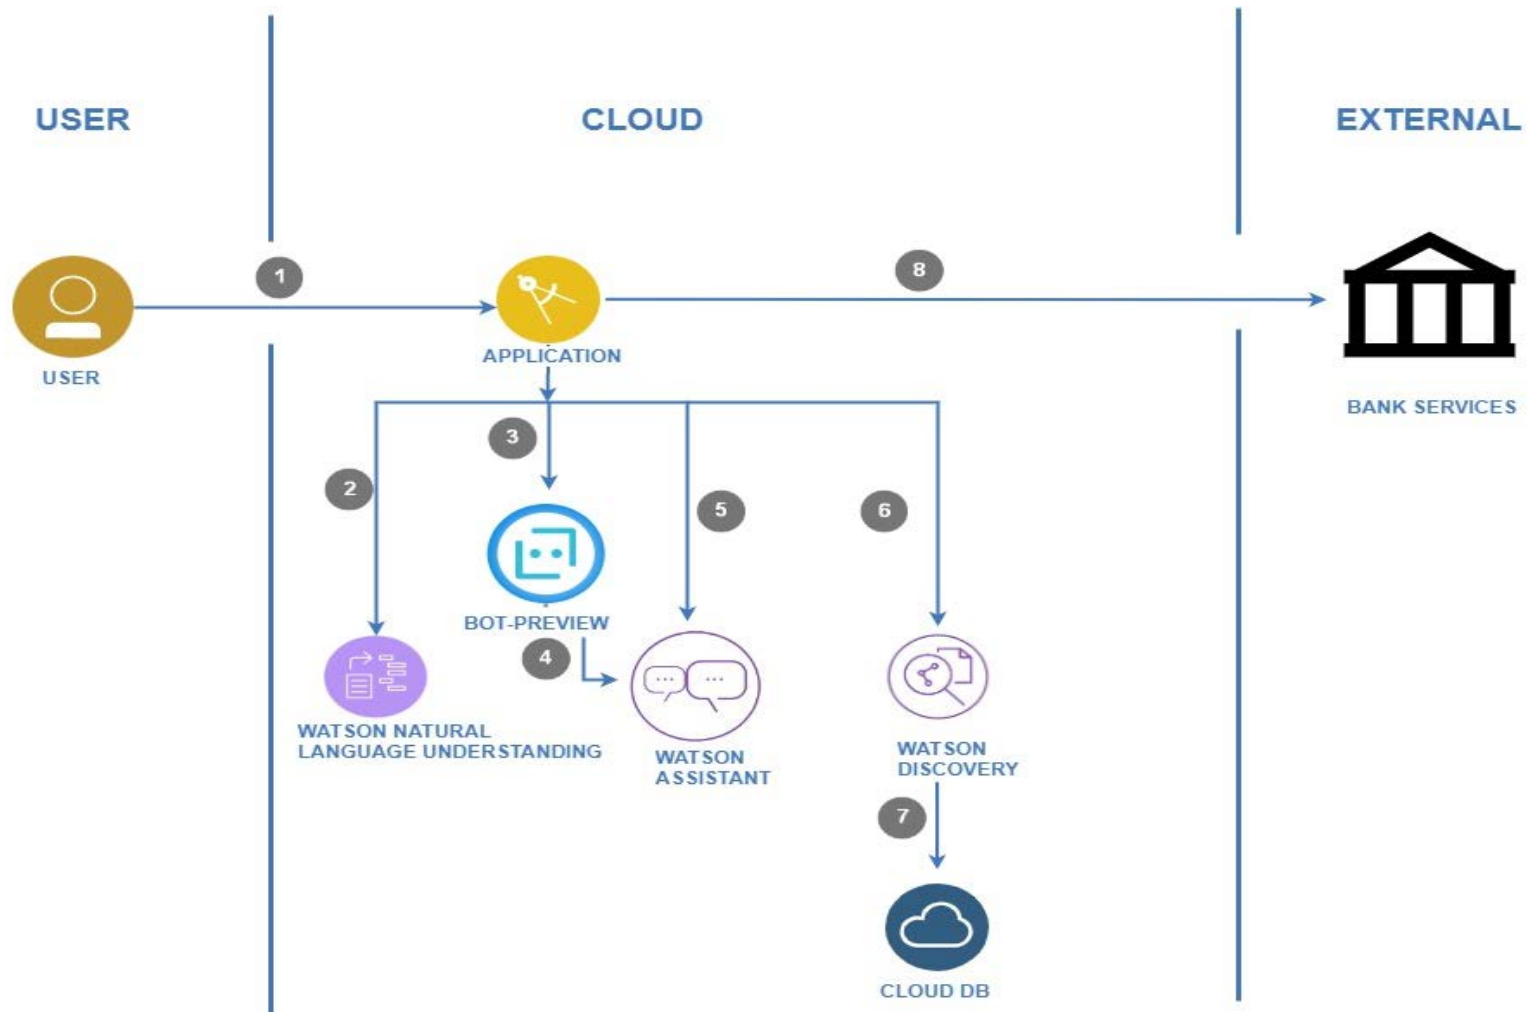 USER
CLOUD
EXTERNAL
1
8
USER
APPLICATION
BANK SERVICES
3
2
5
6
BOT-PREVIEW
4
WATSON NATURAL
LANGUAGE UNDERSTANDING
WATSON
ASSISTANT
WATSON
DISCOVERY
7
CLOUD DB